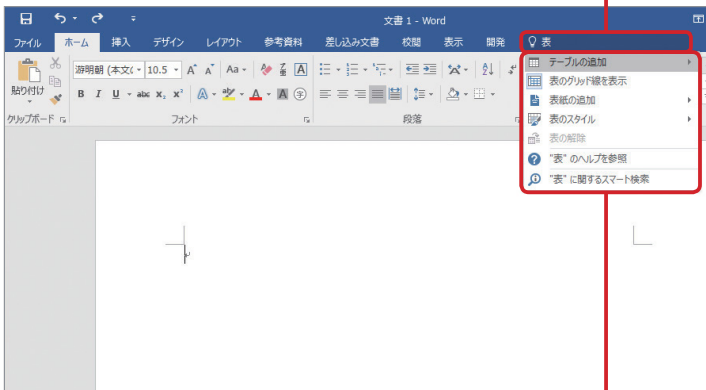 文書 1 - Word
ファイル ホーム 挿入 デザイン レイアウト 参考資料 差し込み文書 校閲 表示 開発 表
貼り付け
游明朝 (本文(
10.5
A A Aa
亜 A
B I U abc X₂ X² A aby A A 字
クリップボード フォント 段落
テーブルの追加
表のグリッド線を表示
表紙の追加
表のスタイル
表の解除
"表" のヘルプを参照
"表" に関するスマート検索